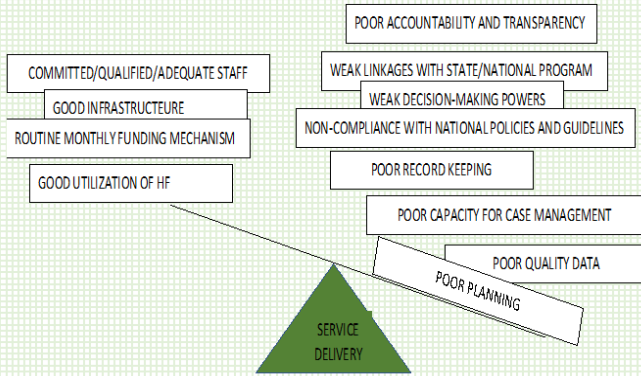 POOR ACCOUNTABILITY AND TRANSPARENCY
COMMITTED/QUALIFIED/ADEQUATE STAFF
WEAK LINKAGES WITH STATE/NATIONAL PROGRAM
GOOD INFRASTRUCTEURE
WEAK DECISION-MAKING POWERS
ROUTINE MONTHLY FUNDING MECHANISM
NON-COMPLIANCE WITH NATIONAL POLICIES AND GUIDELINES
POOR RECORD KEEPING
GOOD UTILIZATION OF HF
POOR CAPACITY FOR CASE MANAGEMENT
POOR QUALITY DATA
POOR PLANNING
SERVICE
DELIVERY